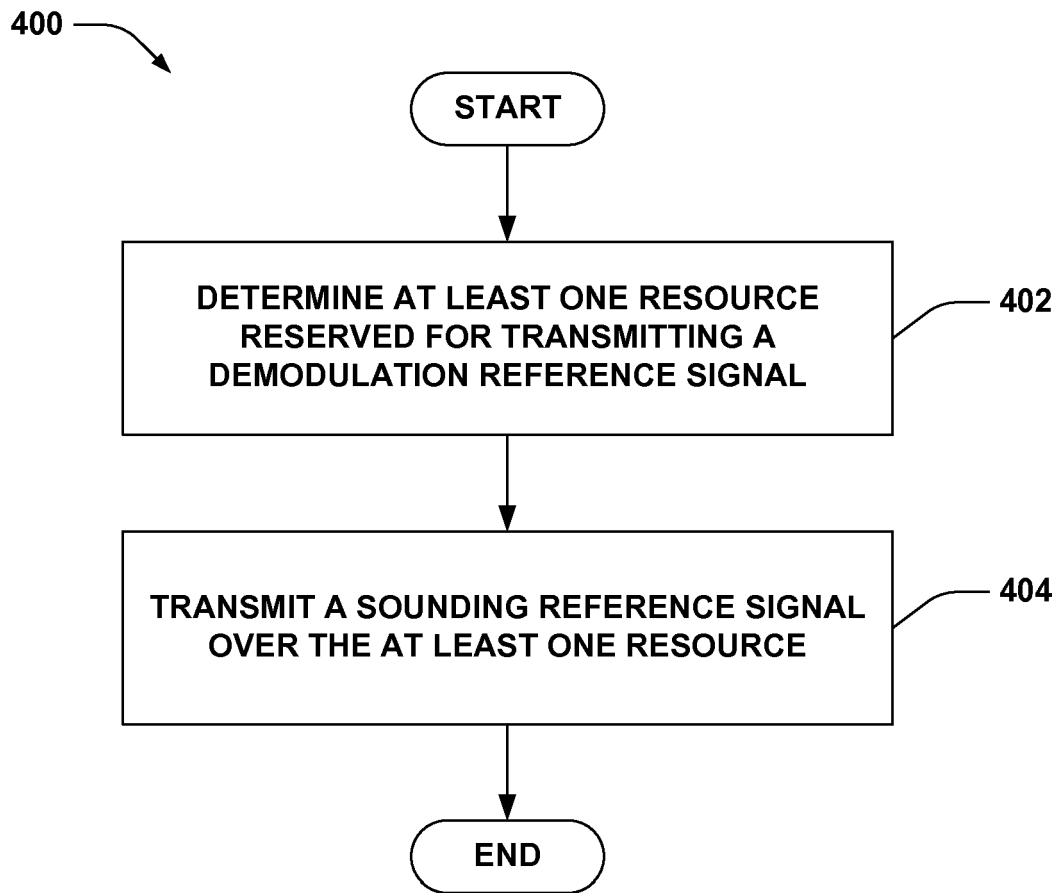 400
START
DETERMINE AT LEAST ONE RESOURCE
RESERVED FOR TRANSMITTING A
DEMODULATION REFERENCE SIGNAL
402
TRANSMIT A SOUNDING REFERENCE SIGNAL
OVER THE AT LEAST ONE RESOURCE
404
END